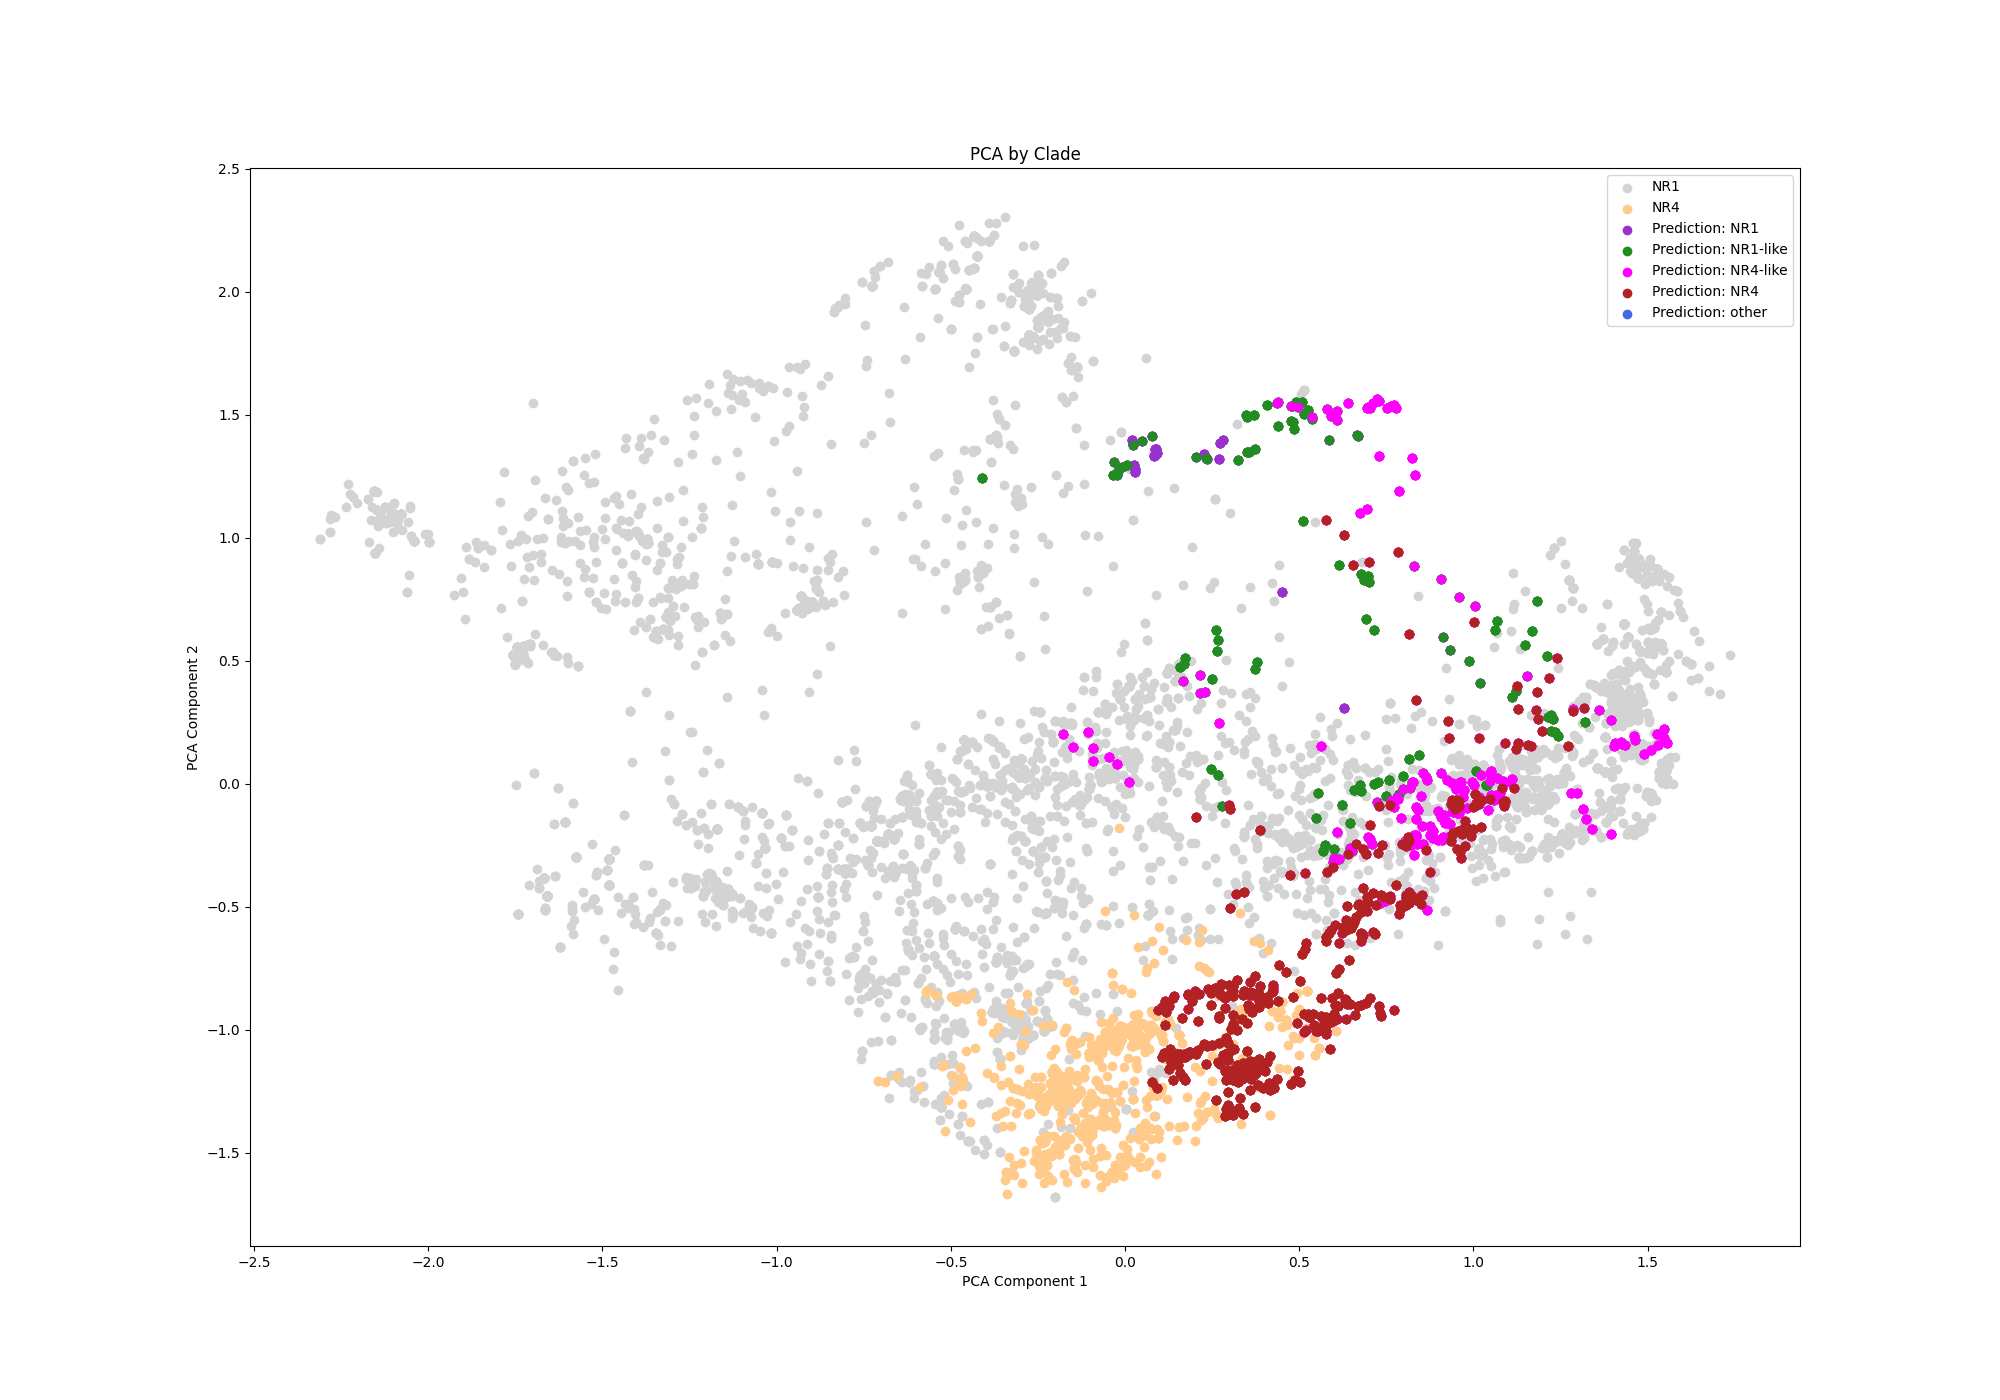 PCA by Clade
2.5
2.0
1.5
1.0
0.5
0.0
−0.5
−1.0
−1.5
PCA Component 2
NR1
NR4
Prediction: NR1
Prediction: NR1-like
Prediction: NR4-like
Prediction: NR4
Prediction: other
−2.5 −2.0 −1.5 −1.0 −0.5 0.0 0.5 1.0 1.5
PCA Component 1